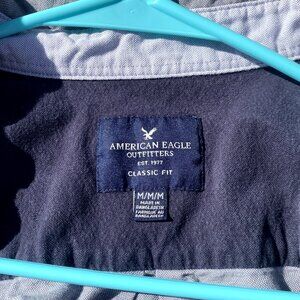 AMERICAN EAGLE
OUTFITTERS
EST. 1977
CLASSIC FIT
M/M/M
MADE IN
BANGLADESH
FABRIQUÉ AU
BANGLADESH